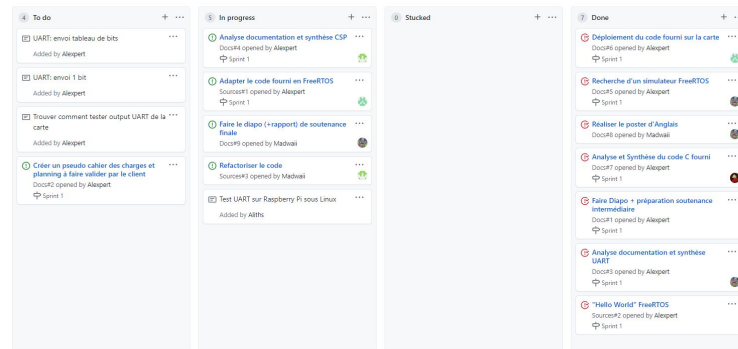 4 To do
UART: envoi tableau de bits
Added by Alexpert
UART: envoi 1 bit
Added by Alexpert
Trouver comment tester output UART de la
carte
Added by Alexpert
Créer un pseudo cahier des charges et
planning à faire valider par le client
Docs#2 opened by Alexpert
Sprint 1
5 In progress
Analyse documentation et synthèse CSP
Docs#4 opened by Alexpert
Sprint 1
Adapter le code fourni en FreeRTOS
Sources#1 opened by Alexpert
Sprint 1
Faire le diapo (+rapport) de soutenance
finale
Docs#9 opened by Madwaii
Refactoriser le code
Sources#3 opened by Madwaii
Test UART sur Raspberry Pi sous Linux
Added by Aliths
0 Stucked
7 Done
Déploiement du code fourni sur la carte
Docs#6 opened by Alexpert
Sprint 1
Recherche d'un simulateur FreeRTOS
Docs#5 opened by Alexpert
Sprint 1
Réaliser le poster d'Anglais
Docs#8 opened by Madwaii
Analyse et Synthèse du code C fourni
Docs#7 opened by Alexpert
Sprint 1
Faire Diapo + préparation soutenance
intermédiaire
Docs#1 opened by Alexpert
Sprint 1
Analyse documentation et synthèse
UART
Docs#3 opened by Alexpert
Sprint 1
"Hello World" FreeRTOS
Sources#2 opened by Alexpert
Sprint 1